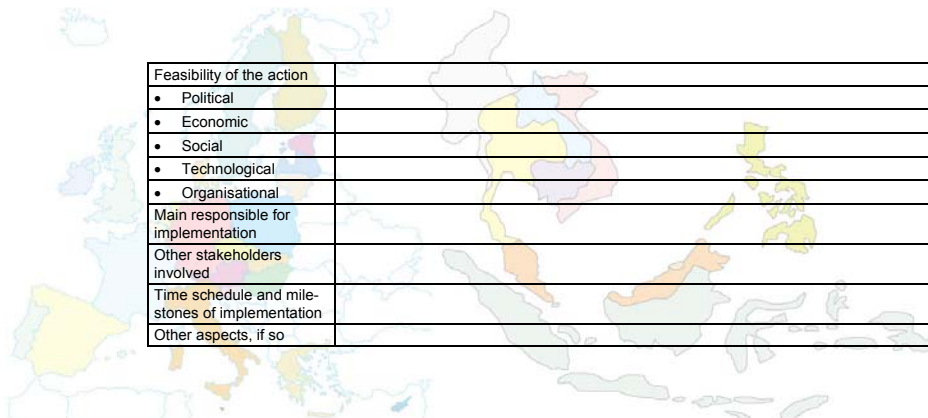 Feasibility of the action
• Political
• Economic
• Social
• Technological
• Organisational
Main responsible for
implementation
Other stakeholders
involved
Time schedule and mile-
stones of implementation
Other aspects, if so